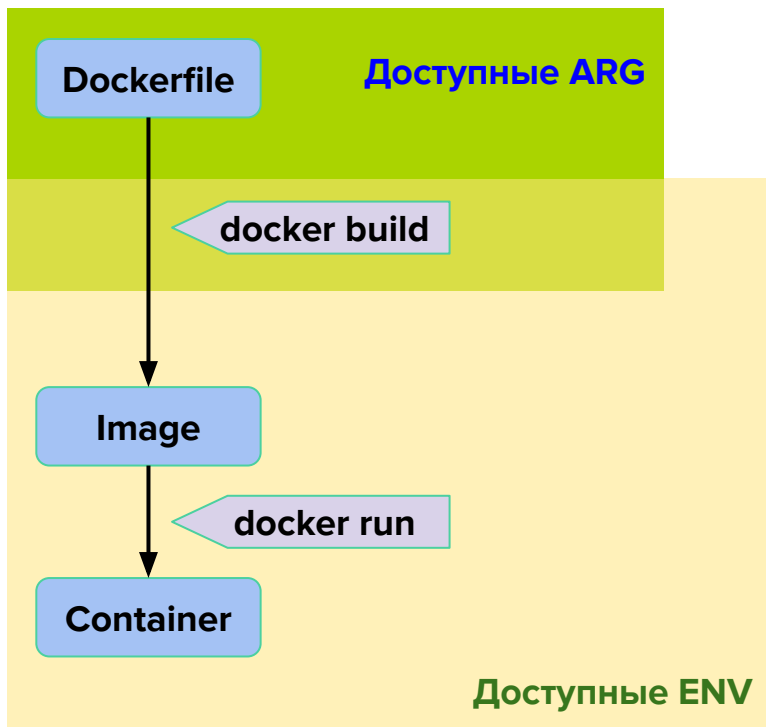 Dockerfile
Доступные ARG
docker build
Image
docker run
Container
Доступные ENV